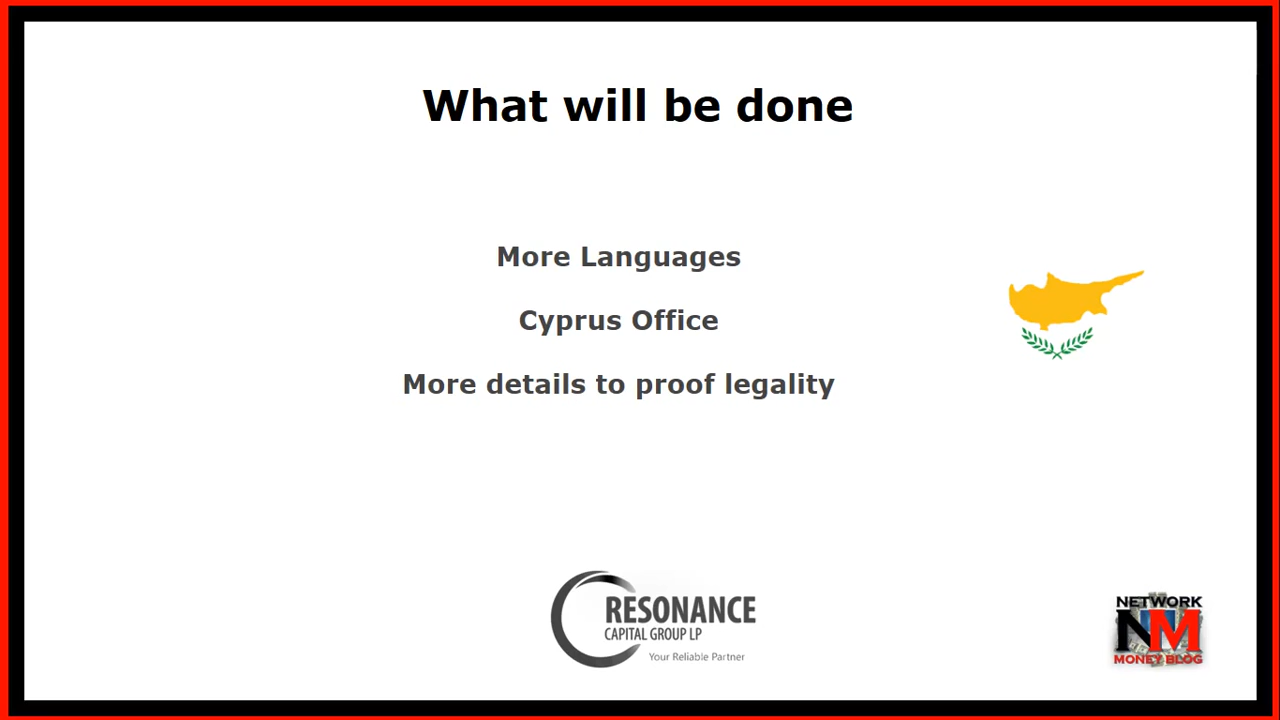 What will be done
More Languages
Cyprus Office
More details to proof legality
RESONANCE
CAPITAL GROUP LP
Your Reliable Partner
NETWORK
NM
MONEY BLOG